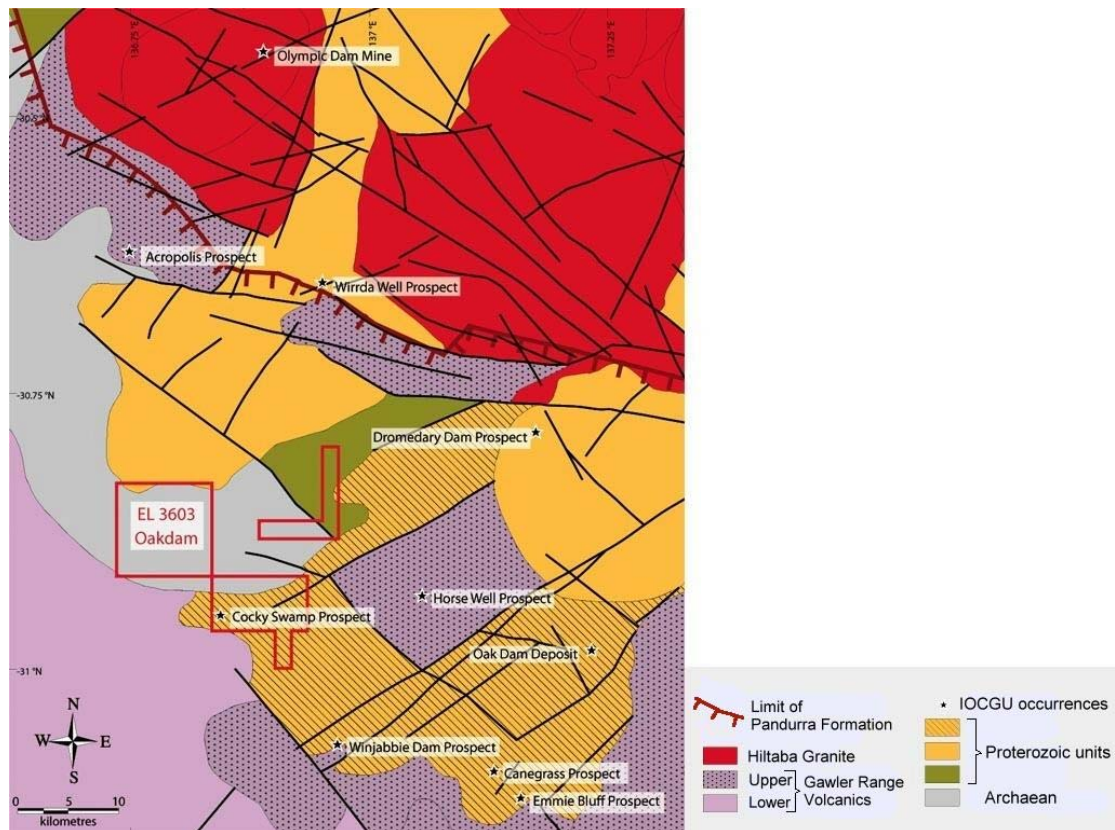 136.75 °E
137 °E
137.25 °E
Olympic Dam Mine
-30.5 °N
Acropolis Prospect
Wirrda Well Prospect
-30.75 °N
Dromedary Dam Prospect
EL 3603
Oakdam
Horse Well Prospect
Cocky Swamp Prospect
Oak Dam Deposit
-31 °N
N
W
E
S
Winjabbie Dam Prospect
Canegrass Prospect
Emmie Bluff Prospect
0 5 10
kilometres
Limit of
Pandurra Formation
Hiltaba Granite
Upper
Lower
Gawler Range
Volcanics
IOCGU occurrences
Proterozoic units
Archaean